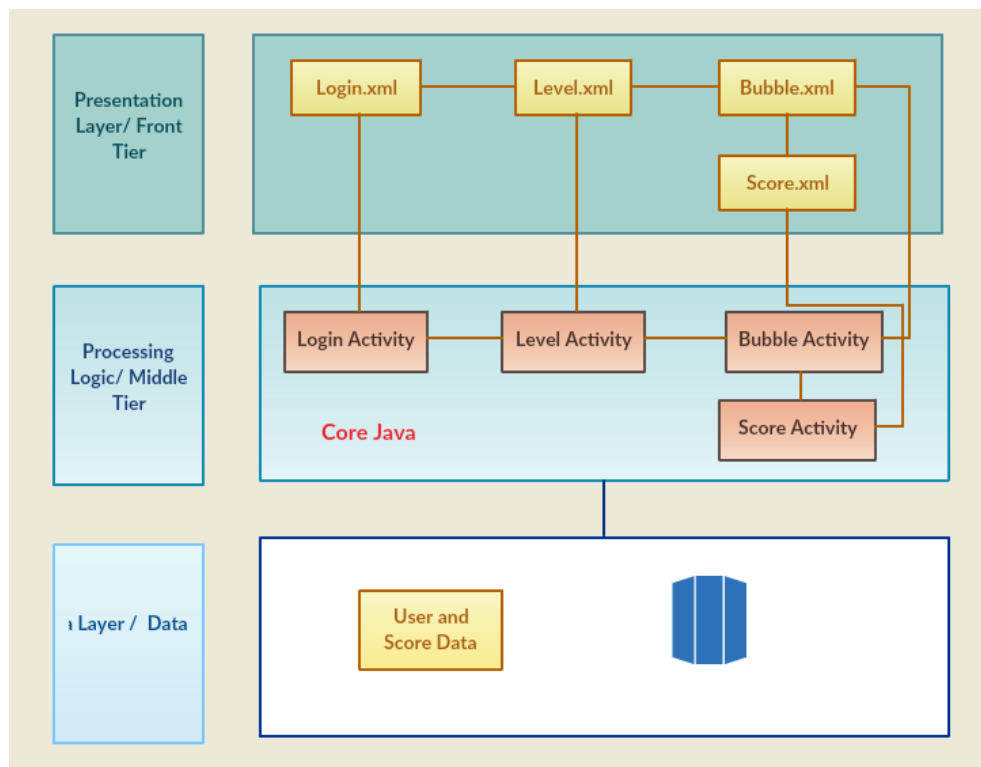 Presentation
Layer/ Front
Tier
Login.xml
Level.xml
Bubble.xml
Score.xml
Processing
Logic/ Middle
Tier
Login Activity
Level Activity
Bubble Activity
Core Java
Score Activity
Layer / Data
User and
Score Data